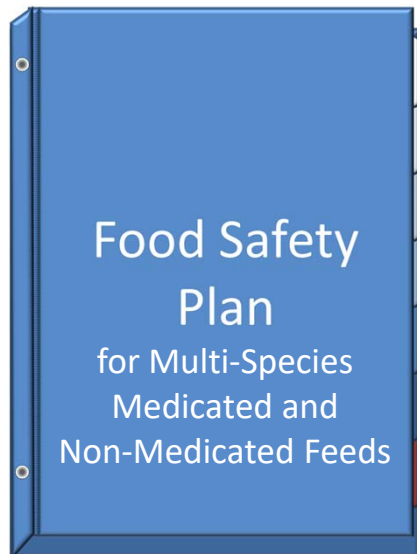 Food Safety
Plan
for Multi-Species
Medicated and
Non-Medicated Feeds